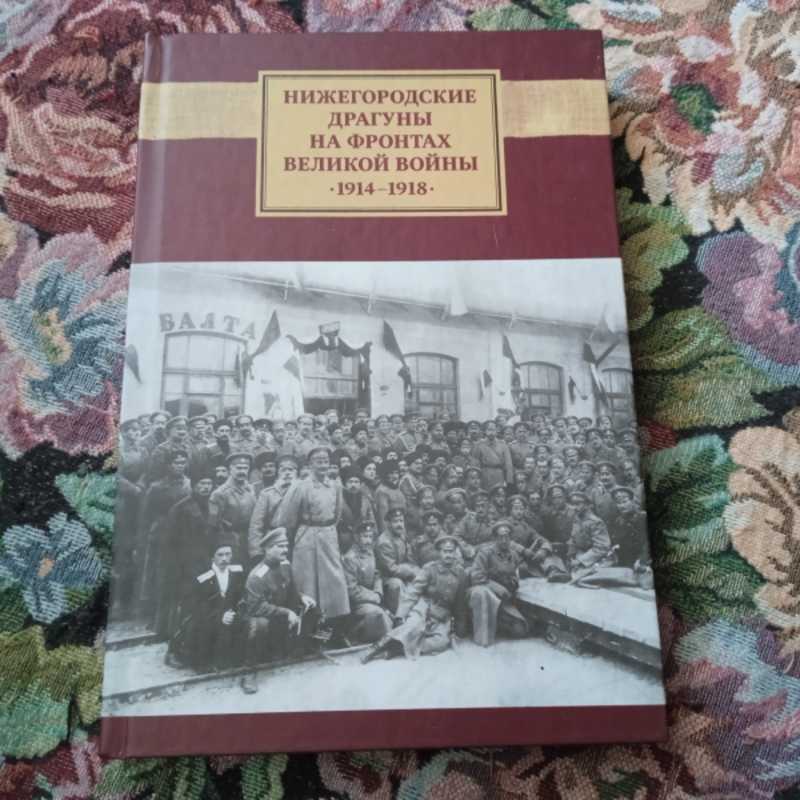 НИЖЕГОРОДСКИЕ
ДРАГУНЫ
НА ФРОНТАХ
ВЕЛИКОЙ ВОЙНЫ
·1914–1918·
БАЛТА